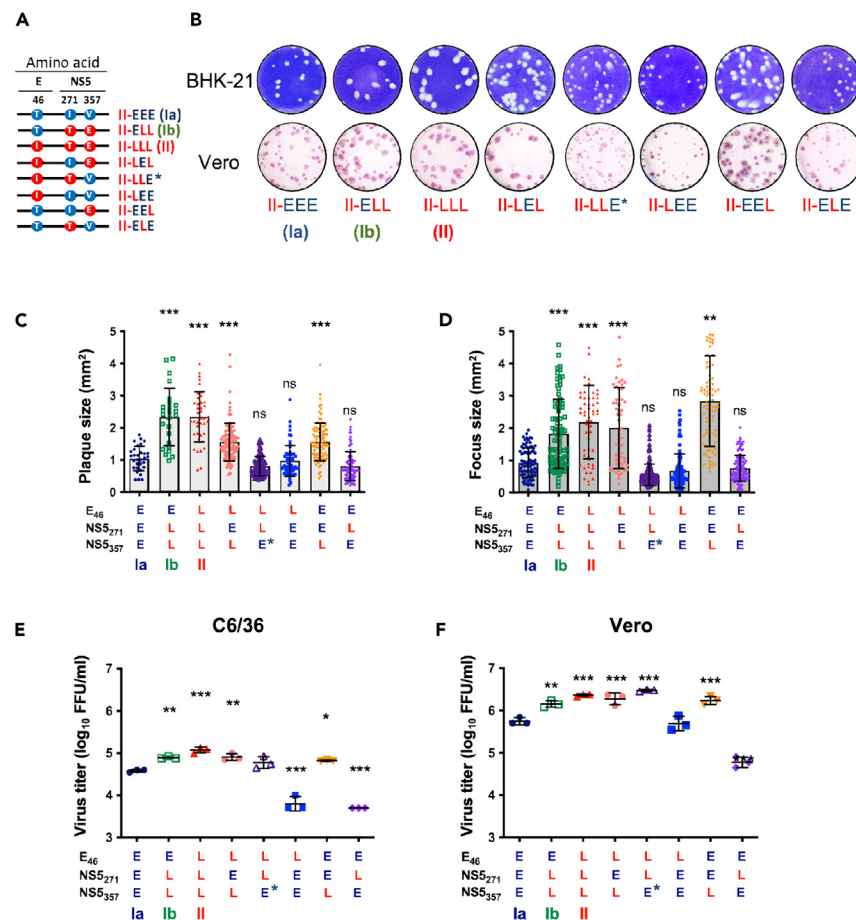 A
Amino acid
E NS5
46 271 357
T I V II-EEE (Ia)
T T E II-ELL (Ib)
I T E II-LLL (II)
I I E II-LEL
I T V II-LLE*
I I V II-LEE
T I E II-EEL
T T V II-ELE
B
BHK-21
Vero
II-EEE II-ELL II-LLL II-LEL II-LLE* II-LEE II-EEL II-ELE
(Ia) (Ib) (II)
C
Plaque size (mm²)
5
4
3
2
1
0
*** *** *** ns ns *** ns
E₄₆ E E L L L L E E
NS5₂₇₁ E L L E L E E L
NS5₃₅₇ E L L L E* E L E
Ia Ib II
D
Focus size (mm²)
5
4
3
2
1
0
*** *** *** ns ns ** ns
E₄₆ E E L L L L E E
NS5₂₇₁ E L L E L E E L
NS5₃₅₇ E L L L E* E L E
Ia Ib II
E
C6/36
Virus titer (log₁₀ FFU/ml)
7
6
5
4
3
** *** ** *** * ***
E₄₆ E E L L L L E E
NS5₂₇₁ E L L E L E E L
NS5₃₅₇ E L L L E* E L E
Ia Ib II
F
Vero
Virus titer (log₁₀ FFU/ml)
7
6
5
4
3
** *** *** *** *** ***
E₄₆ E E L L L L E E
NS5₂₇₁ E L L E L E E L
NS5₃₅₇ E L L L E* E L E
Ia Ib II